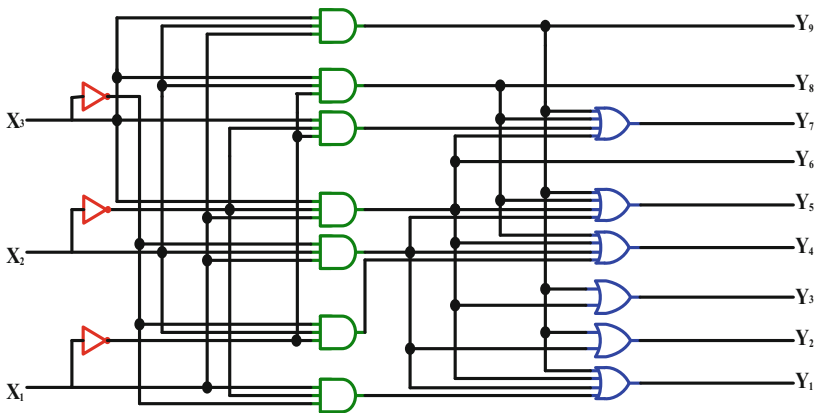 Y₉
Y₈
X₃
Y₇
Y₆
Y₅
X₂
Y₄
Y₃
Y₂
X₁
Y₁